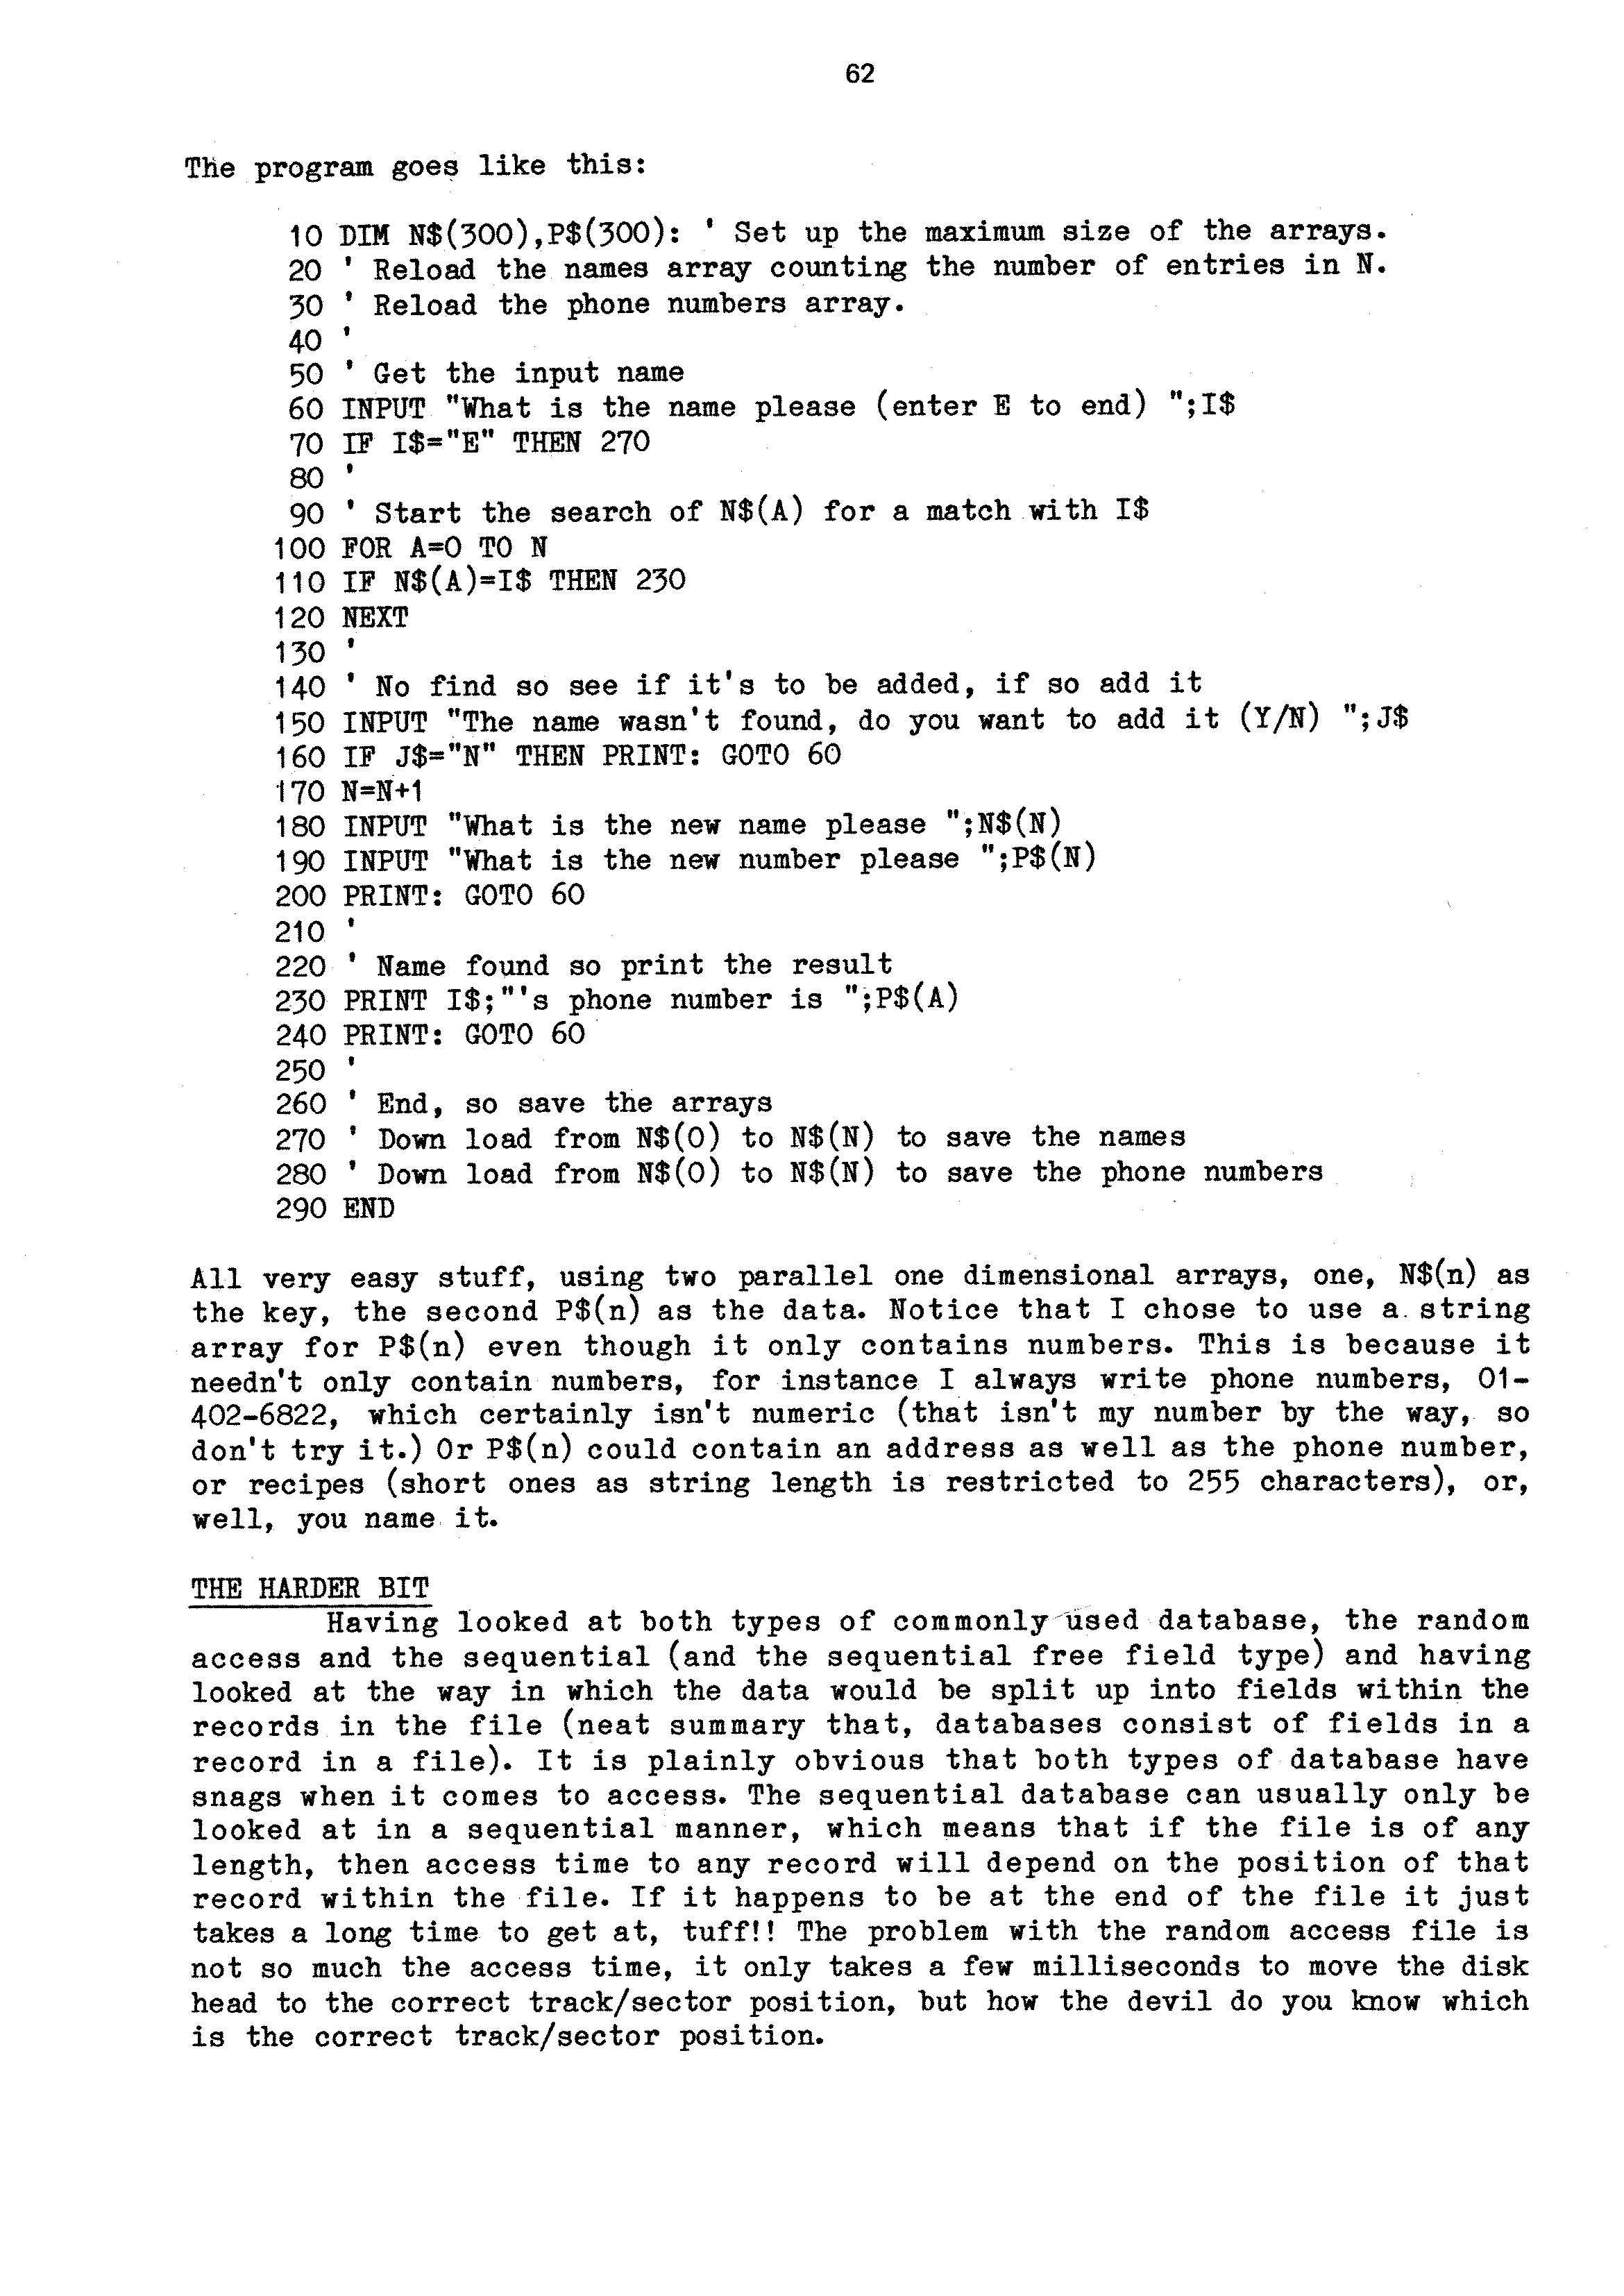 62
The program goes like this:
10 DIM N$(300),P$(300): ' Set up the maximum size of the arrays.
20 ' Reload the names array counting the number of entries in N.
30 ' Reload the phone numbers array.
40 '
50 ' Get the input name
60 INPUT "What is the name please (enter E to end) ";I$
70 IF I$="E" THEN 270
80 '
90 ' Start the search of N$(A) for a match with I$
100 FOR A=0 TO N
110 IF N$(A)=I$ THEN 230
120 NEXT
130 '
140 ' No find so see if it's to be added, if so add it
150 INPUT "The name wasn't found, do you want to add it (Y/N) ";J$
160 IF J$="N" THEN PRINT: GOTO 60
170 N=N+1
180 INPUT "What is the new name please ";N$(N)
190 INPUT "What is the new number please ";P$(N)
200 PRINT: GOTO 60
210 '
220 ' Name found so print the result
230 PRINT I$;"'s phone number is ";P$(A)
240 PRINT: GOTO 60
250 '
260 ' End, so save the arrays
270 ' Down load from N$(0) to N$(N) to save the names
280 ' Down load from N$(0) to N$(N) to save the phone numbers
290 END
All very easy stuff, using two parallel one dimensional arrays, one, N$(n) as
the key, the second P$(n) as the data. Notice that I chose to use a string
array for P$(n) even though it only contains numbers. This is because it
needn't only contain numbers, for instance I always write phone numbers, 01-
402-6822, which certainly isn't numeric (that isn't my number by the way, so
don't try it.) Or P$(n) could contain an address as well as the phone number,
or recipes (short ones as string length is restricted to 255 characters), or,
well, you name it.
THE HARDER BIT
Having looked at both types of commonly used database, the random
access and the sequential (and the sequential free field type) and having
looked at the way in which the data would be split up into fields within the
records in the file (neat summary that, databases consist of fields in a
record in a file). It is plainly obvious that both types of database have
snags when it comes to access. The sequential database can usually only be
looked at in a sequential manner, which means that if the file is of any
length, then access time to any record will depend on the position of that
record within the file. If it happens to be at the end of the file it just
takes a long time to get at, tuff!! The problem with the random access file is
not so much the access time, it only takes a few milliseconds to move the disk
head to the correct track/sector position, but how the devil do you know which
is the correct track/sector position.